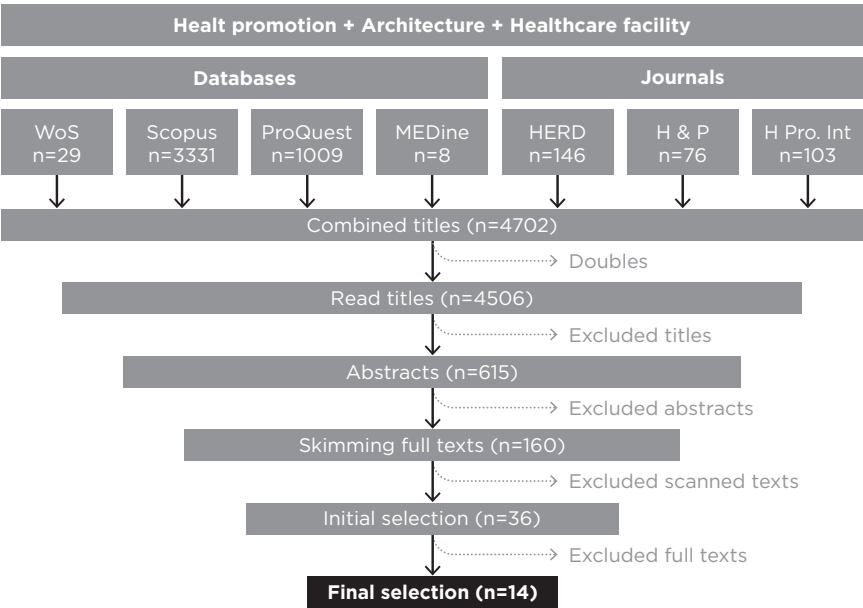 Healt promotion + Architecture + Healthcare facility
Databases
Journals
WoS
n=29
Scopus
n=3331
ProQuest
n=1009
MEDine
n=8
HERD
n=146
H & P
n=76
H Pro. Int
n=103
Combined titles (n=4702)
Doubles
Read titles (n=4506)
Excluded titles
Abstracts (n=615)
Excluded abstracts
Skimming full texts (n=160)
Excluded scanned texts
Initial selection (n=36)
Excluded full texts
Final selection (n=14)